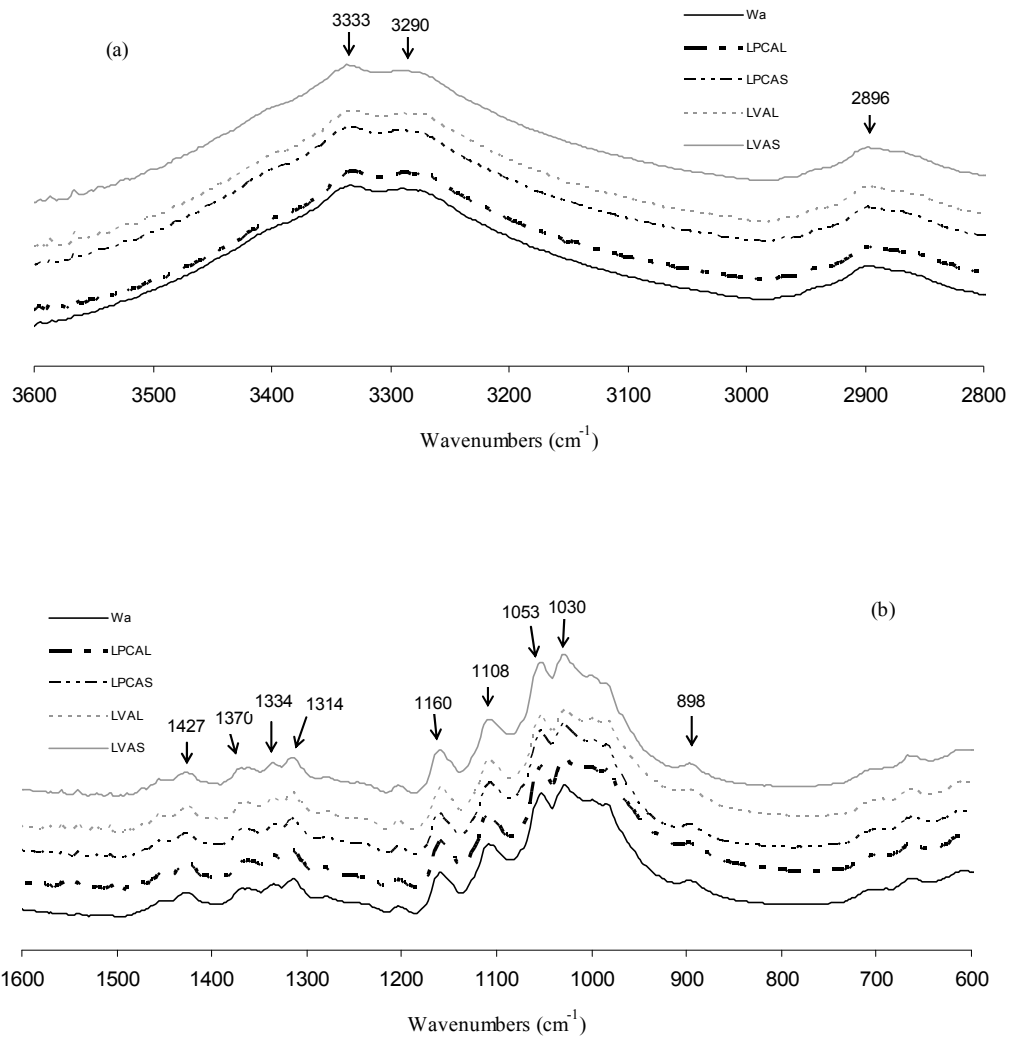 (a)
3333
3290
2896
Wa
LPCAL
LPCAS
LVAL
LVAS
3600 3500 3400 3300 3200 3100 3000 2900 2800
Wavenumbers (cm-1)
(b)
Wa
LPCAL
LPCAS
LVAL
LVAS
1427
1370
1334
1314
1160
1108
1053
1030
898
1600 1500 1400 1300 1200 1100 1000 900 800 700 600
Wavenumbers (cm-1)